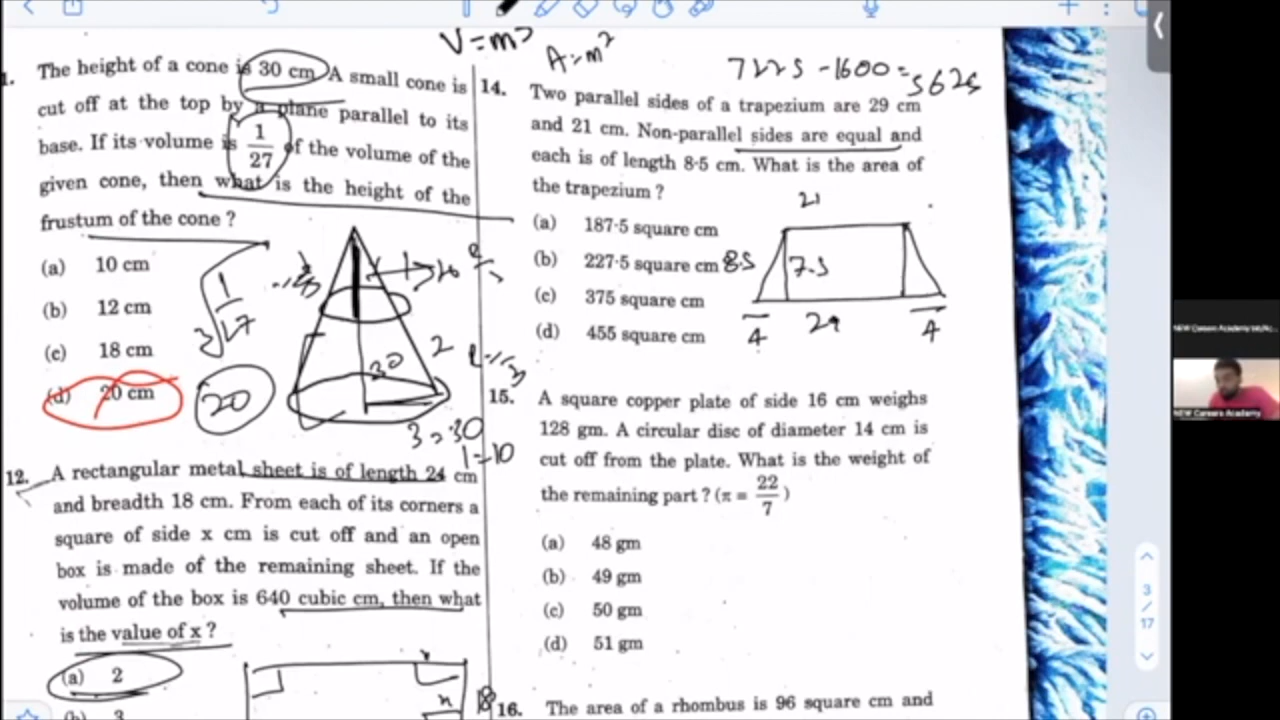 V = m³
A = m²
7225 - 1600 = 5625
1. The height of a cone is 30 cm. A small cone is
cut off at the top by a plane parallel to its
base. If its volume is 1/27 of the volume of the
given cone, then what is the height of the
frustum of the cone ?
(a) 10 cm
(b) 12 cm
(c) 18 cm
(d) 20 cm
20
30
2
3 = 30
1 = 10
12. A rectangular metal sheet is of length 24 cm
and breadth 18 cm. From each of its corners a
square of side x cm is cut off and an open
box is made of the remaining sheet. If the
volume of the box is 640 cubic cm, then what
is the value of x ?
(a) 2
(b) 3
x
x
18
14. Two parallel sides of a trapezium are 29 cm
and 21 cm. Non-parallel sides are equal and
each is of length 8·5 cm. What is the area of
the trapezium ?
(a) 187·5 square cm
(b) 227·5 square cm
(c) 375 square cm
(d) 455 square cm
21
8.5
7.5
4
29
4
15. A square copper plate of side 16 cm weighs
128 gm. A circular disc of diameter 14 cm is
cut off from the plate. What is the weight of
the remaining part ? (π = 22/7)
(a) 48 gm
(b) 49 gm
(c) 50 gm
(d) 51 gm
16. The area of a rhombus is 96 square cm and
3
/
17
NEW Careers Academy